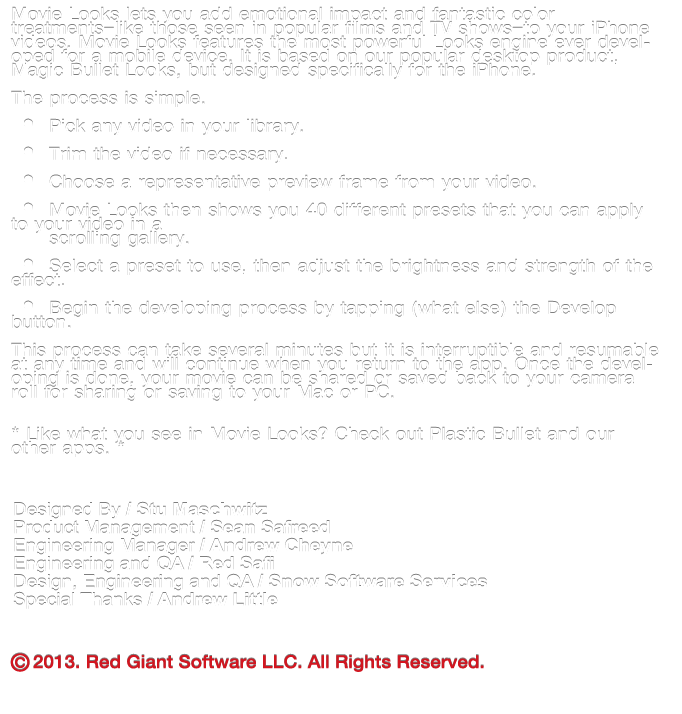 Movie Looks lets you add emotional impact and fantastic color
treatments–like those seen in popular films and TV shows–to your iPhone
videos. Movie Looks features the most powerful Looks engine ever devel-
oped for a mobile device. It is based on our popular desktop product,
Magic Bullet Looks, but designed specifically for the iPhone.
The process is simple.
• Pick any video in your library.
• Trim the video if necessary.
• Choose a representative preview frame from your video.
• Movie Looks then shows you 40 different presets that you can apply
to your video in a
scrolling gallery.
• Select a preset to use, then adjust the brightness and strength of the
effect.
• Begin the developing process by tapping (what else) the Develop
button.
This process can take several minutes but it is interruptible and resumable
at any time and will continue when you return to the app. Once the devel-
oping is done, your movie can be shared or saved back to your camera
roll for sharing or saving to your Mac or PC.
* Like what you see in Movie Looks? Check out Plastic Bullet and our
other apps. *
Designed By / Stu Maschwitz
Product Management / Sean Safreed
Engineering Manager / Andrew Cheyne
Engineering and QA / Red Safi
Design, Engineering and QA / Snow Software Services
Special Thanks / Andrew Little
© 2013. Red Giant Software LLC. All Rights Reserved.